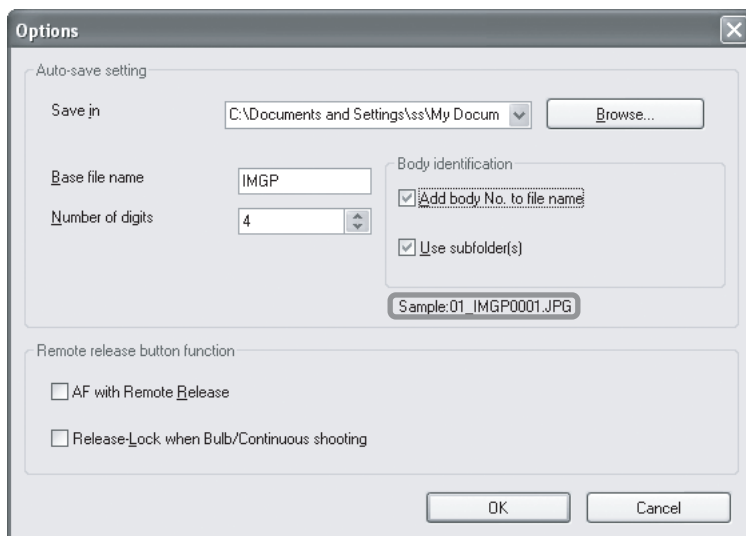 Options
Auto-save setting
Save in
C:\Documents and Settings\ss\My Docum
Browse...
Base file name
IMGP
Number of digits
4
Body identification
Add body No. to file name
Use subfolder(s)
Sample:01_IMGP0001.JPG
Remote release button function
AF with Remote Release
Release-Lock when Bulb/Continuous shooting
OK
Cancel